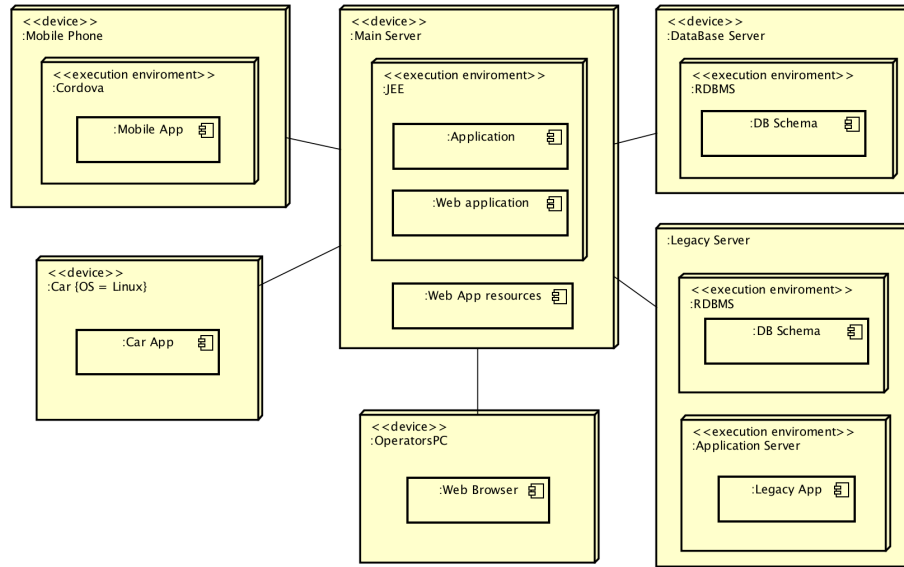 <<device>>
:Mobile Phone
<<execution enviroment>>
:Cordova
:Mobile App
<<device>>
:Car {OS = Linux}
:Car App
<<device>>
:Main Server
<<execution enviroment>>
:JEE
:Application
:Web application
:Web App resources
<<device>>
:OperatorsPC
:Web Browser
<<device>>
:DataBase Server
<<execution enviroment>>
:RDBMS
:DB Schema
:Legacy Server
<<execution enviroment>>
:RDBMS
:DB Schema
<<execution enviroment>>
:Application Server
:Legacy App